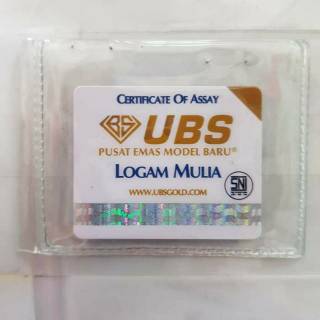 CERTIFICATE OF ASSAY
UBS
PUSAT EMAS MODEL BARU®
LOGAM MULIA
WWW.UBSGOLD.COM
SNI